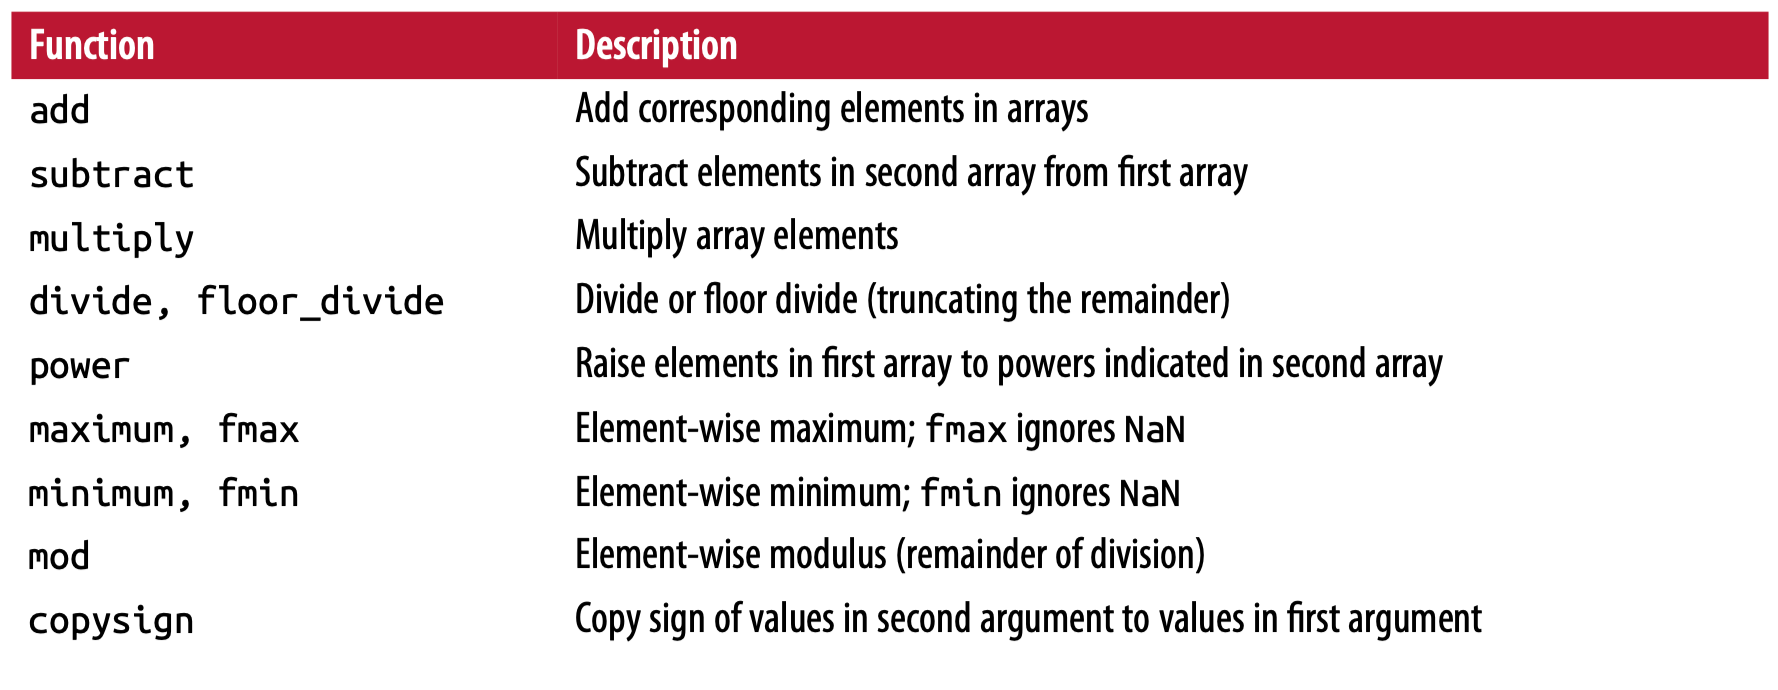 Function Description
add Add corresponding elements in arrays
subtract Subtract elements in second array from first array
multiply Multiply array elements
divide, floor_divide Divide or floor divide (truncating the remainder)
power Raise elements in first array to powers indicated in second array
maximum, fmax Element-wise maximum; fmax ignores NaN
minimum, fmin Element-wise minimum; fmin ignores NaN
mod Element-wise modulus (remainder of division)
copysign Copy sign of values in second argument to values in first argument